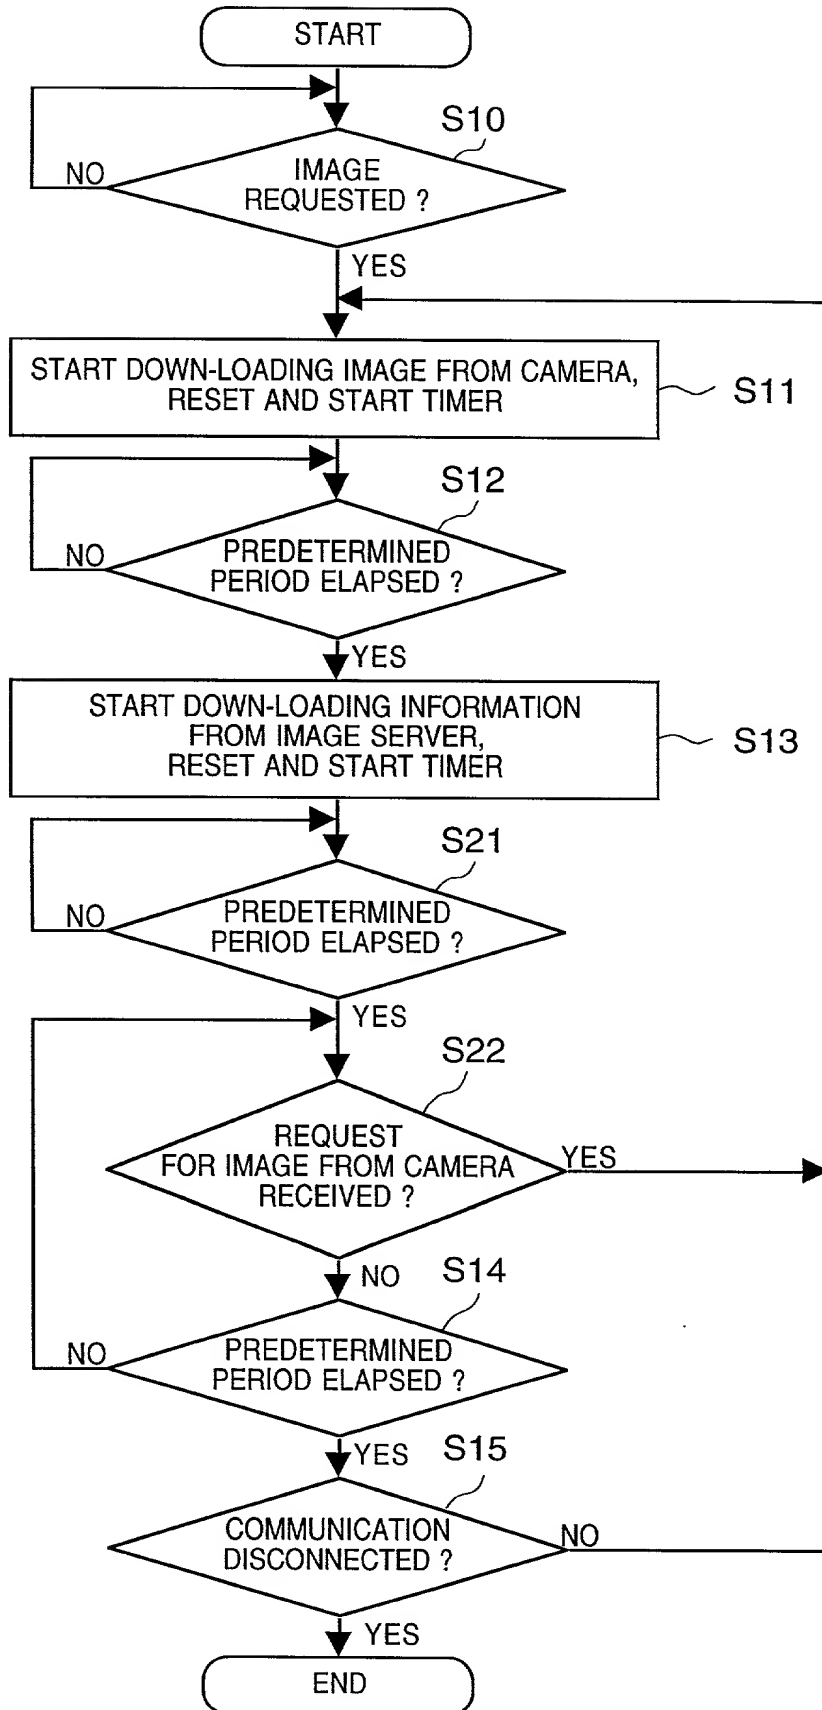 START
S10
NO
IMAGE
REQUESTED ?
YES
START DOWN-LOADING IMAGE FROM CAMERA,
RESET AND START TIMER
S11
S12
NO
PREDETERMINED
PERIOD ELAPSED ?
YES
START DOWN-LOADING INFORMATION
FROM IMAGE SERVER,
RESET AND START TIMER
S13
S21
NO
PREDETERMINED
PERIOD ELAPSED ?
YES
S22
REQUEST
FOR IMAGE FROM CAMERA
RECEIVED ?
YES
NO
S14
NO
PREDETERMINED
PERIOD ELAPSED ?
YES
S15
COMMUNICATION
DISCONNECTED ?
NO
YES
END